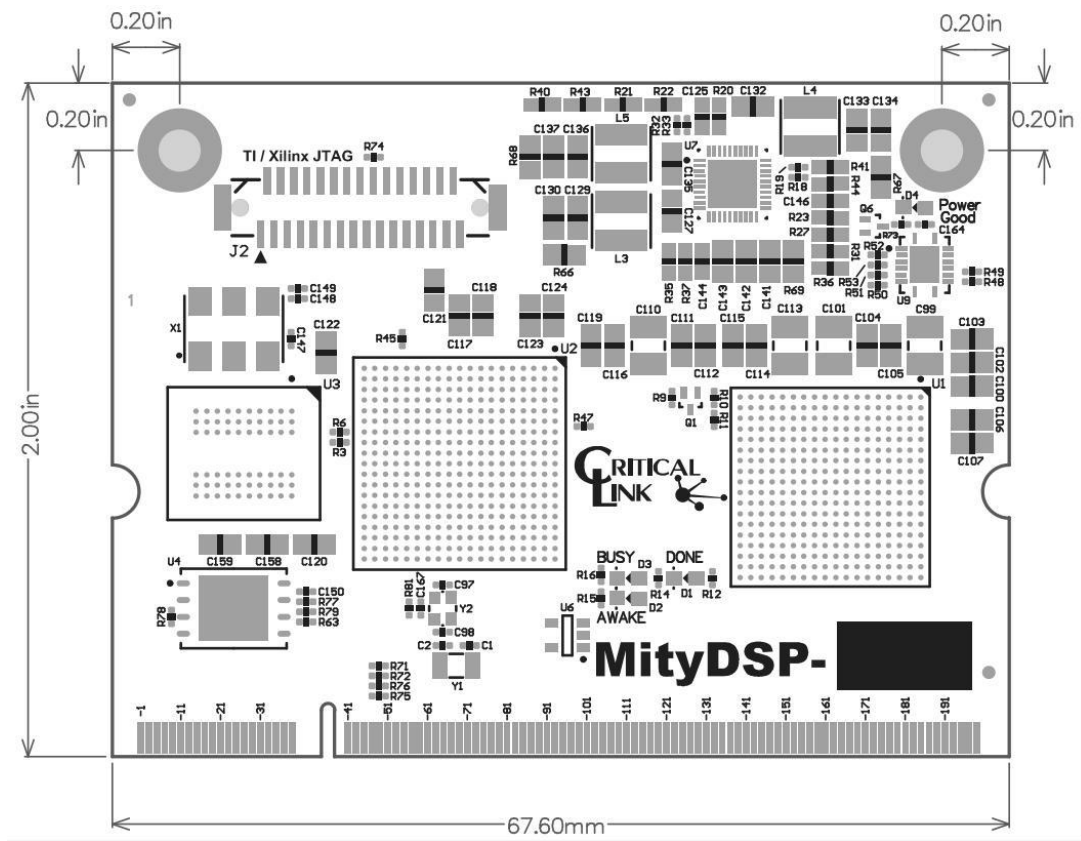 0.20in
0.20in
0.20in
0.20in
R40 R43 R21 R22 C125 R20 C132 L4 C133 C134
R32 R33
C137 C136 L5 U7
R68
R74
TI / Xilinx JTAG
R19 R18 R41
R44
R67
C135
C130 C129
C146
Q6
D4
Power
Good
R23
C127
C164
R27
R73
R52
J2
L3
R66
R31
R49
R48
R35 R37 C144 C143 C142 C141 R69 R36
R53
R51 R50
U9
1
C149
C148
C118 C124
C121
X1
C147
C122
R45
C117
C123
U2
C119 C110 C111 C115 C113 C101 C104 C99 C103
C102
C116 C112 C114 C105
U3
U1
C100
R9
R10
R11
Q1
C106
R6
R3
R47
C107
2.00in
CRITICAL
LINK
U4
C159 C158 C120
BUSY DONE
R16 D3
R14 D1 R12
R15 D2
AWAKE
C150
R77
R79
R63
R78
R81
C167
C97
Y2
C98
C2 C1
Y1
U6
MityDSP-
R71
R72
R76
R75
-1 -11 -21 -31 -41 -51 -61 -71 -81 -91 -101 -111 -121 -131 -141 -151 -161 -171 -181 -191
67.60mm